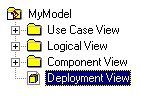 MyModel
Use Case View
Logical View
Component View
Deployment View